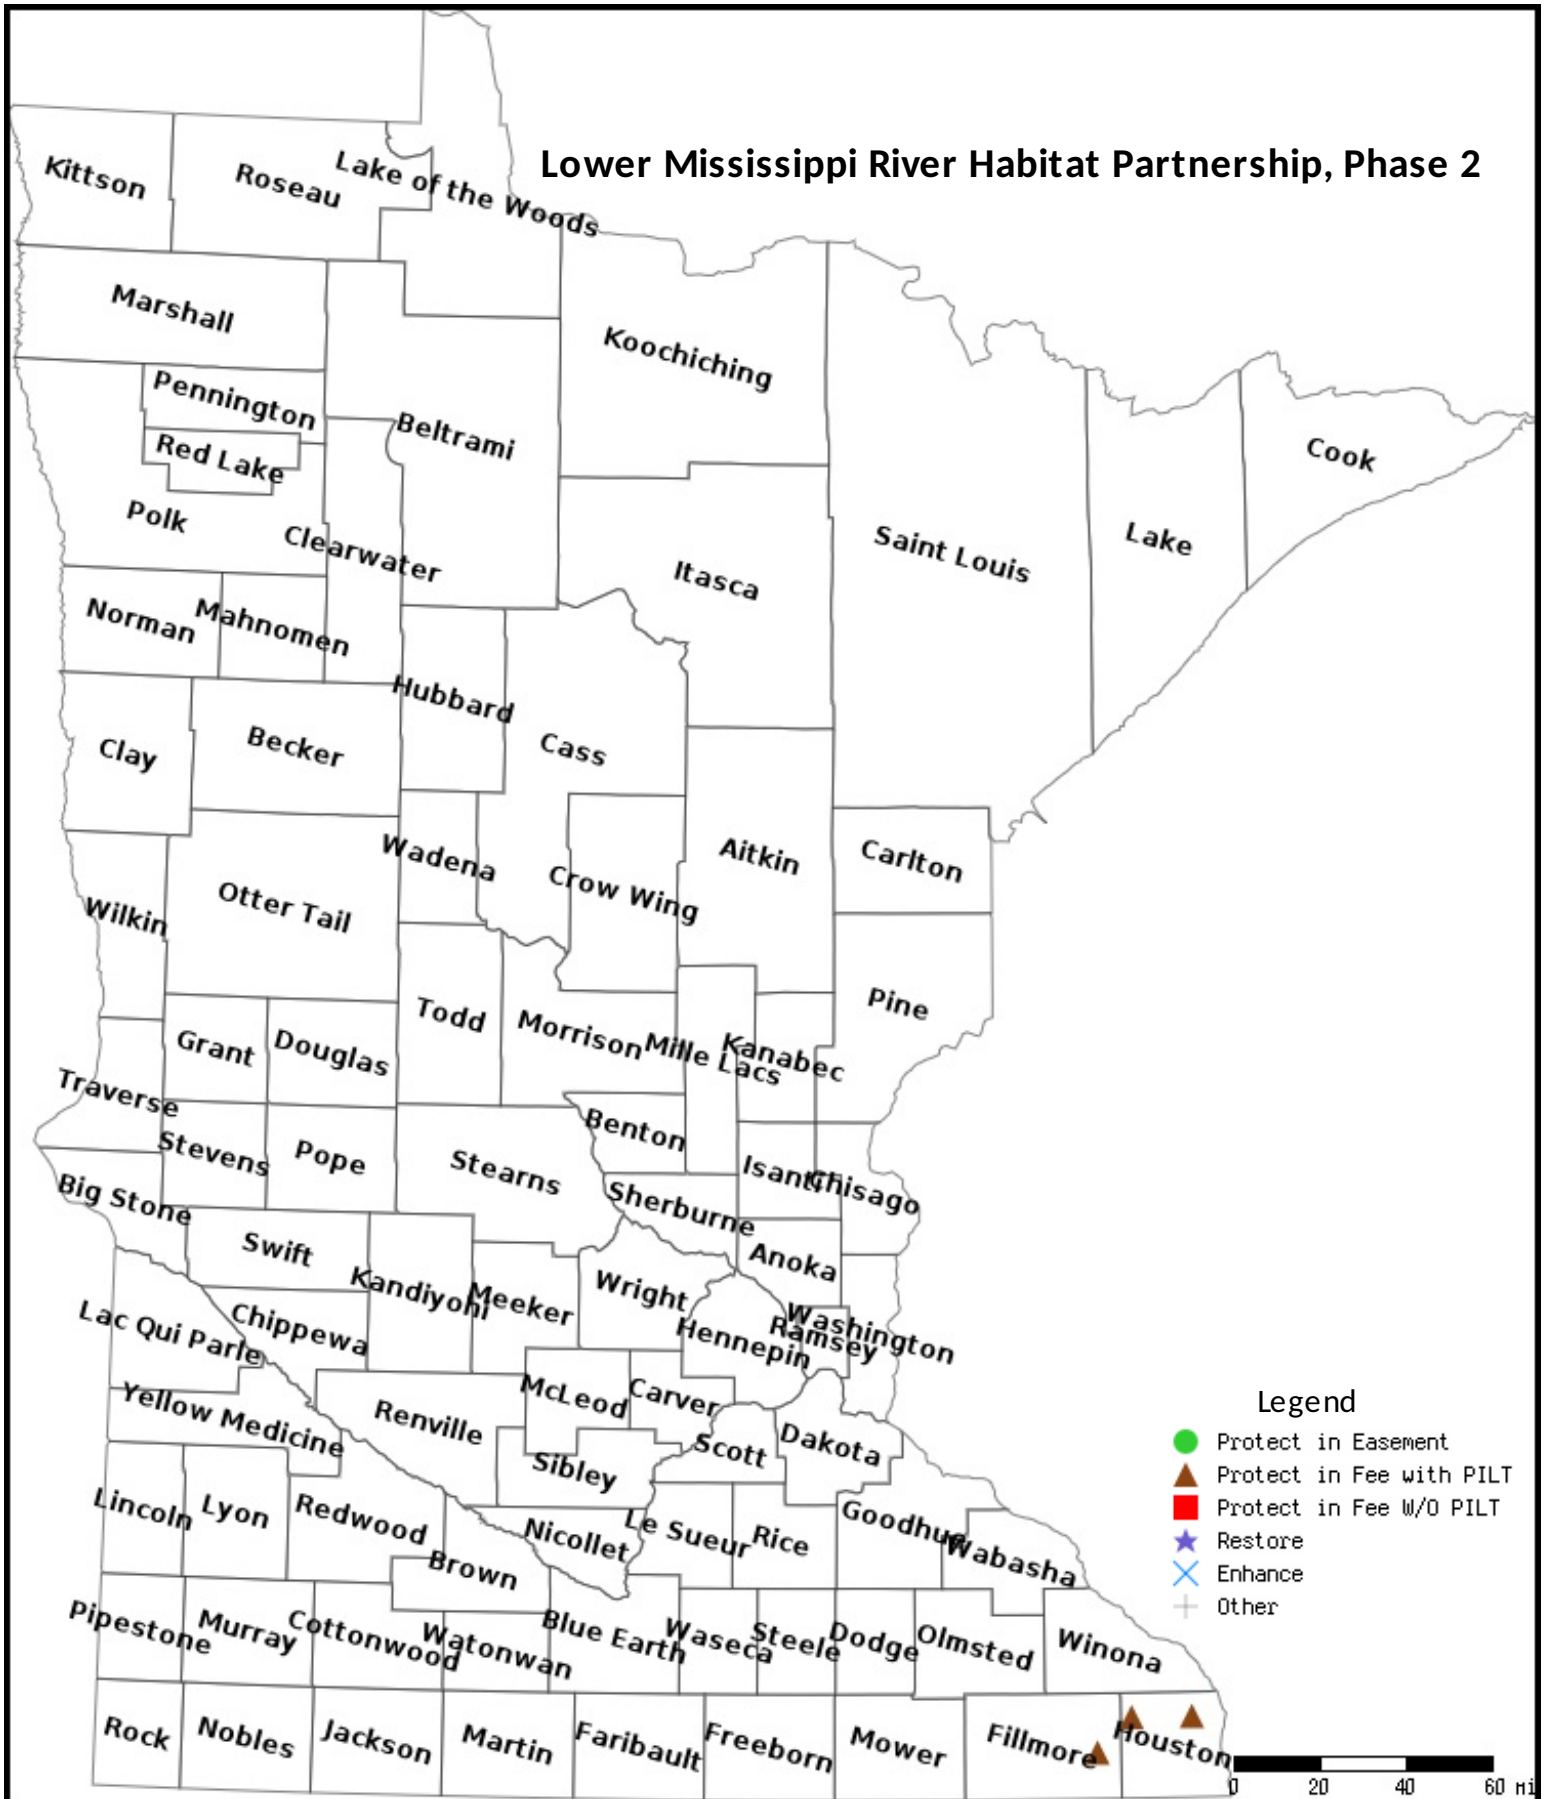 Lower Mississippi River Habitat Partnership, Phase 2
Kittson
Roseau
Lake of the Woods
Marshall
Koochiching
Pennington
Beltrami
Red Lake
Cook
Polk
Clearwater
Saint Louis
Lake
Itasca
Norman
Mahnomen
Hubbard
Clay
Becker
Cass
Wadena
Aitkin
Carlton
Otter Tail
Crow Wing
Wilkin
Todd
Pine
Morrison
Mille Lacs
Kanabec
Grant
Douglas
Traverse
Benton
Stevens
Pope
Stearns
Isanti
Chisago
Big Stone
Sherburne
Swift
Anoka
Kandiyohi
Meeker
Wright
Washington
Ramsey
Hennepin
Lac Qui Parle
Chippewa
McLeod
Carver
Yellow Medicine
Renville
Scott
Dakota
Sibley
Lincoln
Lyon
Redwood
Nicollet
Le Sueur
Rice
Goodhue
Wabasha
Brown
Pipestone
Murray
Cottonwood
Watonwan
Blue Earth
Waseca
Steele
Dodge
Olmsted
Winona
Rock
Nobles
Jackson
Martin
Faribault
Freeborn
Mower
Fillmore
Houston
Legend
Protect in Easement
Protect in Fee with PILT
Protect in Fee W/O PILT
Restore
Enhance
Other
0 20 40 60 mi